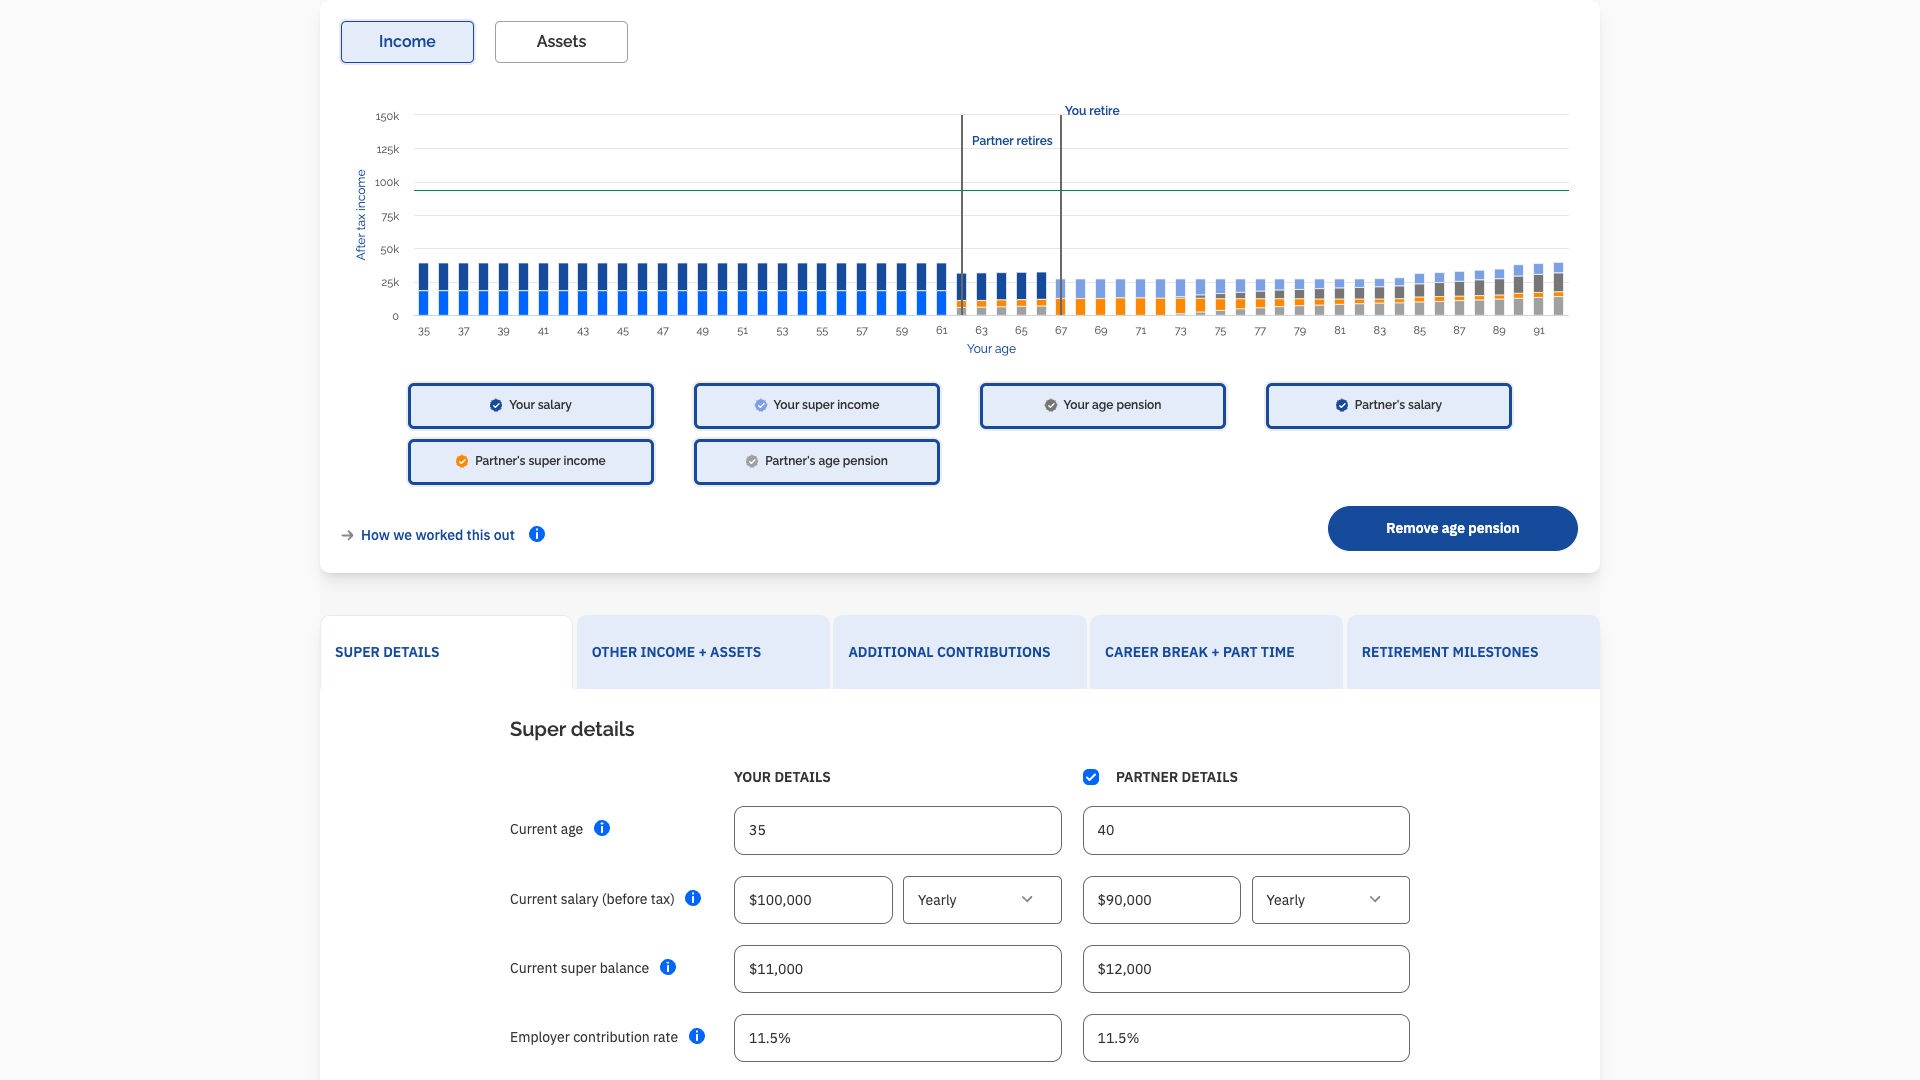 Income
Assets
You retire
Partner retires
150k
125k
100k
75k
50k
25k
0
After tax income
35 37 39 41 43 45 47 49 51 53 55 57 59 61 63 65 67 69 71 73 75 77 79 81 83 85 87 89 91
Your age
Your salary
Your super income
Your age pension
Partner's salary
Partner's super income
Partner's age pension
How we worked this out
Remove age pension
SUPER DETAILS
OTHER INCOME + ASSETS
ADDITIONAL CONTRIBUTIONS
CAREER BREAK + PART TIME
RETIREMENT MILESTONES
Super details
YOUR DETAILS
PARTNER DETAILS
Current age
35
40
Current salary (before tax)
$100,000
Yearly
$90,000
Yearly
Current super balance
$11,000
$12,000
Employer contribution rate
11.5%
11.5%